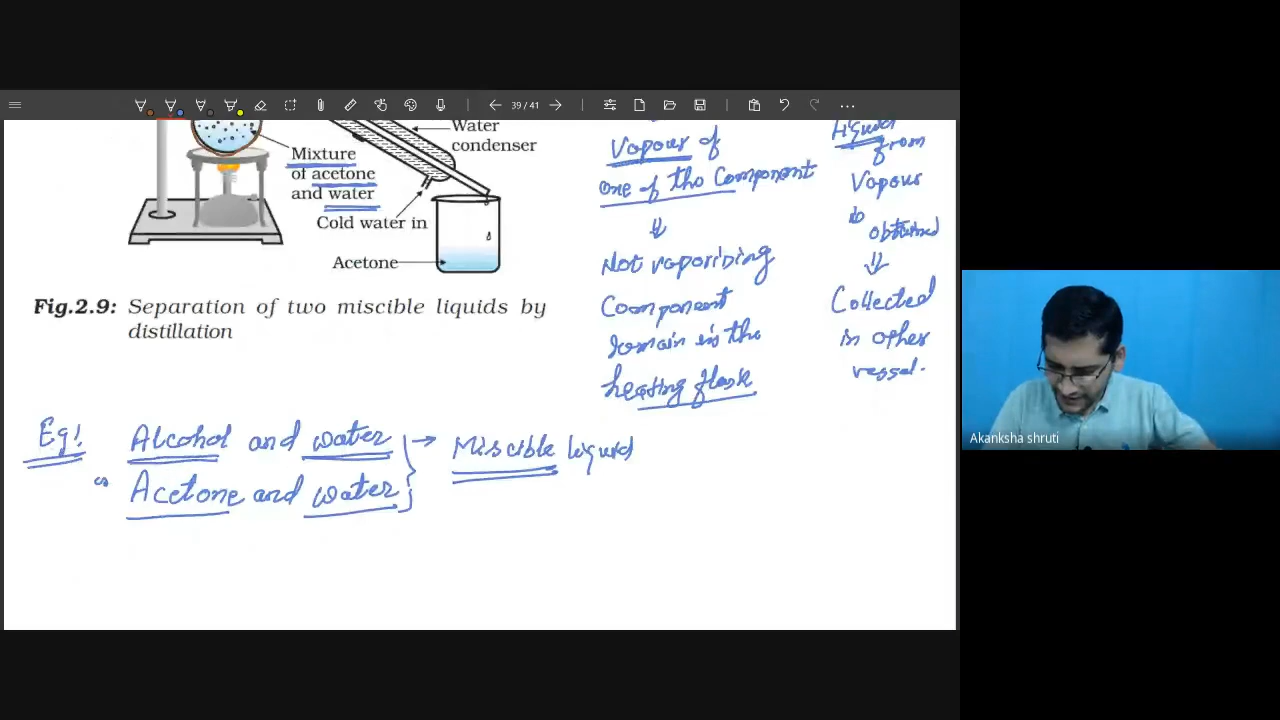 39 / 41
Water
condenser
Mixture
of acetone
and water
Cold water in
Acetone
Fig.2.9: Separation of two miscible liquids by
distillation
Vapour of
one of the Component
⇓
Not vaporising
Component
in the
heating flask
Liquid
from
Vapour
is
obtained
⇓
Collected
in other
vessel.
Eg! Alcohol and water → Miscible liquid
Acetone and water
Akanksha shruti